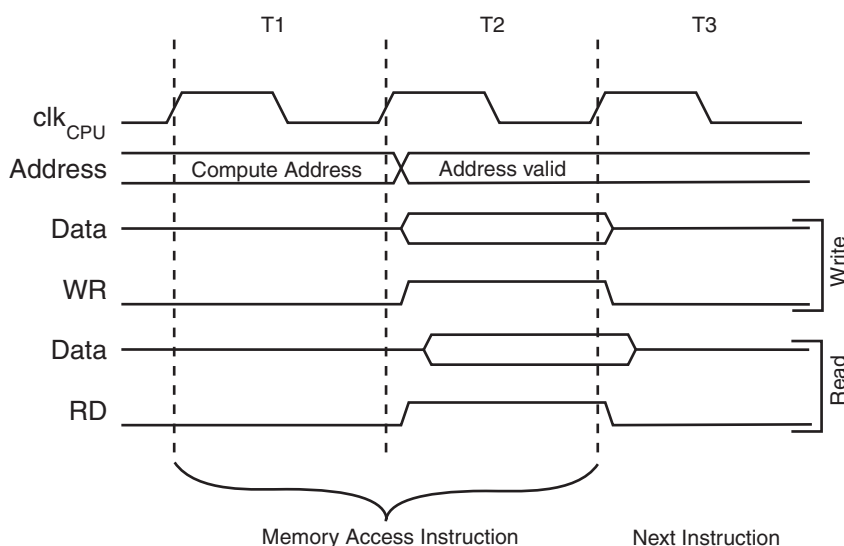 T1 T2 T3
clkCPU
Address Compute Address Address valid
Data
WR
Write
Data
RD
Read
Memory Access Instruction Next Instruction